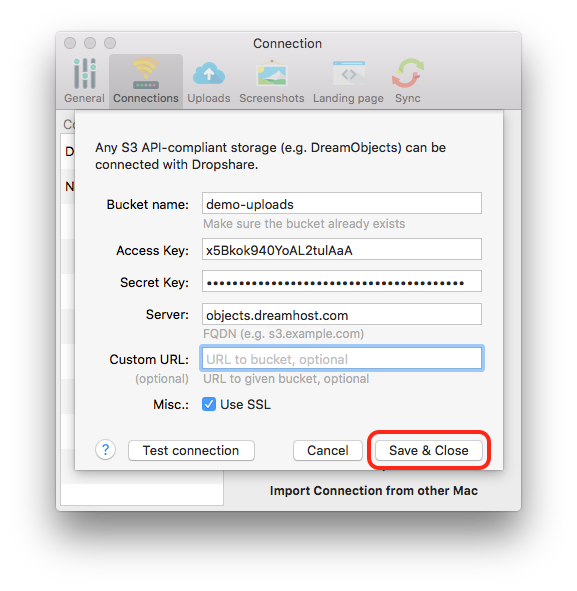 Connection
General Connections Uploads Screenshots Landing page Sync
Co
Any S3 API-compliant storage (e.g. DreamObjects) can be
connected with Dropshare.
D
N
Bucket name: demo-uploads
Make sure the bucket already exists
Access Key: x5Bkok940YoAL2tulAaA
Secret Key: ••••••••••••••••••••••••••••••••••••••••
Server: objects.dreamhost.com
FQDN (e.g. s3.example.com)
Custom URL: URL to bucket, optional
(optional) URL to given bucket, optional
Misc.: Use SSL
? Test connection Cancel Save & Close
Import Connection from other Mac